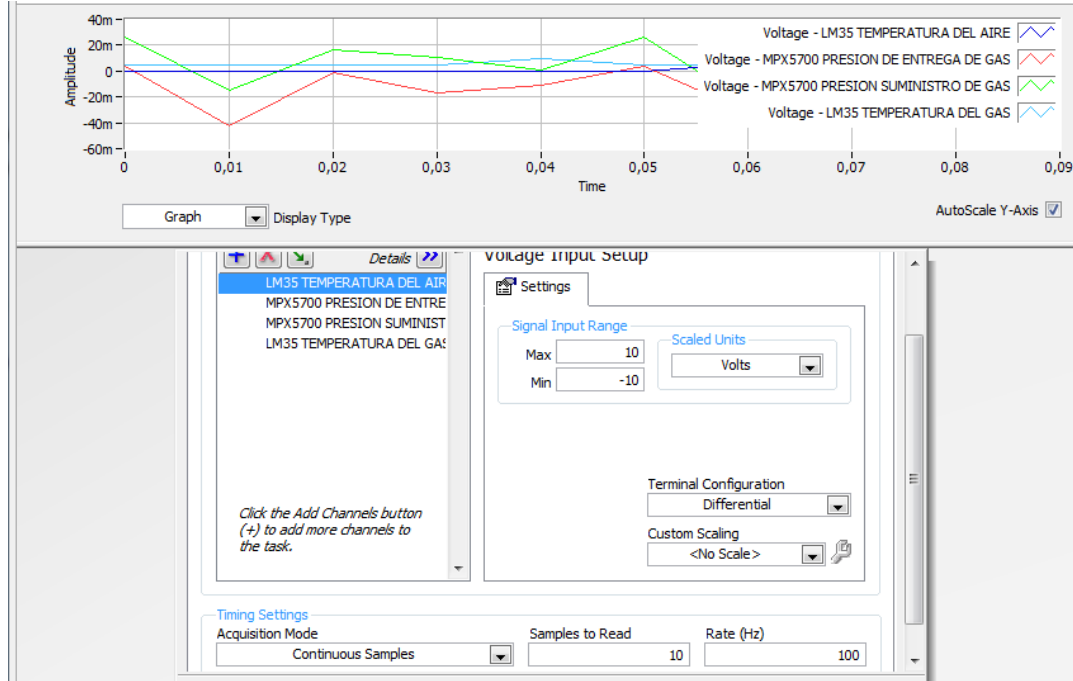 40m
20m
0
-20m
-40m
-60m
Amplitude
0
0,01
0,02
0,03
0,04
0,05
0,06
0,07
0,08
0,09
Time
Voltage - LM35 TEMPERATURA DEL AIRE
Voltage - MPX5700 PRESION DE ENTREGA DE GAS
Voltage - MPX5700 PRESION SUMINISTRO DE GAS
Voltage - LM35 TEMPERATURA DEL GAS
Graph
Display Type
AutoScale Y-Axis
Details
LM35 TEMPERATURA DEL AIR
MPX5700 PRESION DE ENTRE
MPX5700 PRESION SUMINIST
LM35 TEMPERATURA DEL GAS
Click the Add Channels button
(+) to add more channels to
the task.
Voltage Input Setup
Settings
Signal Input Range
Max 10
Min -10
Scaled Units
Volts
Terminal Configuration
Differential
Custom Scaling
<No Scale>
Timing Settings
Acquisition Mode
Continuous Samples
Samples to Read
10
Rate (Hz)
100